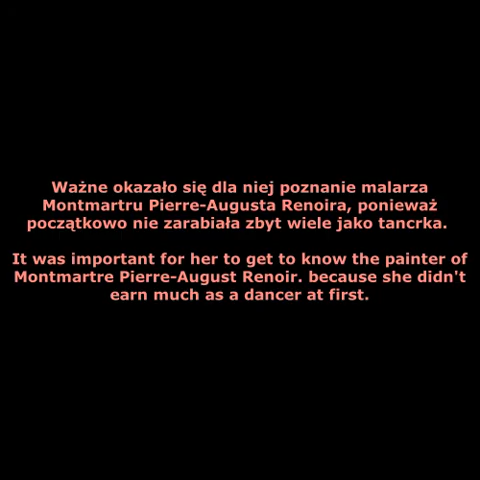 Ważne okazało się dla niej poznanie malarza
Montmartru Pierre-Augusta Renoira, ponieważ
początkowo nie zarabiała zbyt wiele jako tancrka.
It was important for her to get to know the painter of
Montmartre Pierre-August Renoir. because she didn't
earn much as a dancer at first.